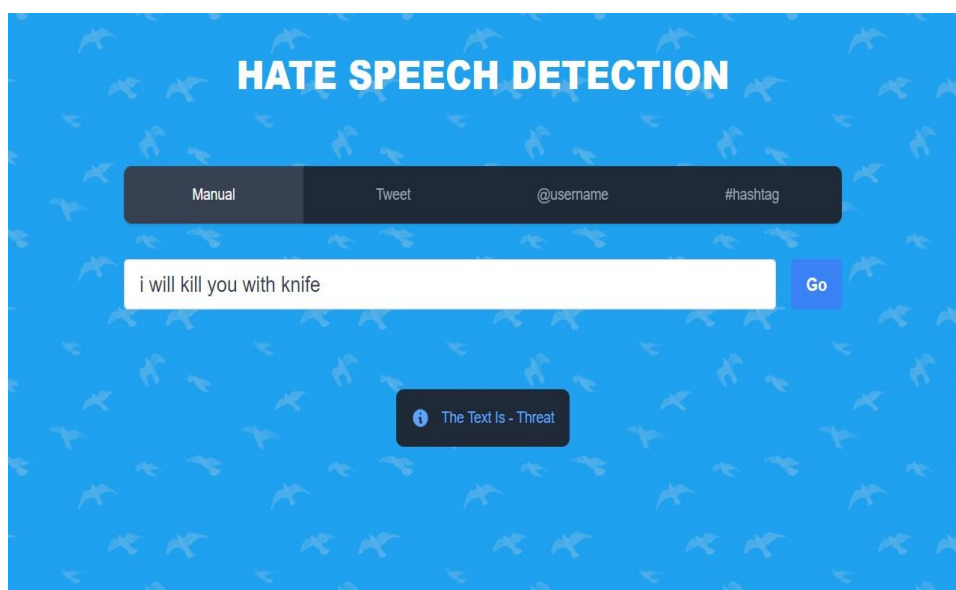 HATE SPEECH DETECTION
Manual Tweet @username #hashtag
i will kill you with knife Go
The Text Is - Threat